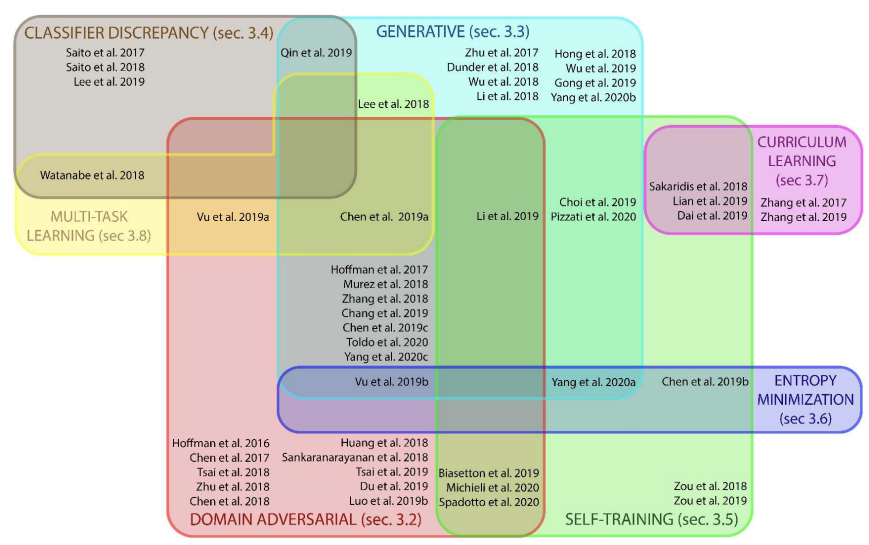 CLASSIFIER DISCREPANCY (sec. 3.4)
Saito et al. 2017
Saito et al. 2018
Lee et al. 2019
Qin et al. 2019
GENERATIVE (sec. 3.3)
Zhu et al. 2017
Dunder et al. 2018
Wu et al. 2018
Li et al. 2018
Hong et al. 2018
Wu et al. 2019
Gong et al. 2019
Yang et al. 2020b
Lee et al. 2018
CURRICULUM
LEARNING
(sec 3.7)
Sakaridis et al. 2018
Lian et al. 2019
Dai et al. 2019
Zhang et al. 2017
Zhang et al. 2019
Watanabe et al. 2018
MULTI-TASK
LEARNING (sec 3.8)
Vu et al. 2019a
Chen et al. 2019a
Li et al. 2019
Choi et al. 2019
Pizzati et al. 2020
Hoffman et al. 2017
Murez et al. 2018
Zhang et al. 2018
Chang et al. 2019
Chen et al. 2019c
Toldo et al. 2020
Yang et al. 2020c
Vu et al. 2019b
Yang et al. 2020a
Chen et al. 2019b
ENTROPY
MINIMIZATION
(sec 3.6)
Hoffman et al. 2016
Chen et al. 2017
Tsai et al. 2018
Zhu et al. 2018
Chen et al. 2018
Huang et al. 2018
Sankaranarayanan et al. 2018
Tsai et al. 2019
Du et al. 2019
Luo et al. 2019b
Biasetton et al. 2019
Michieli et al. 2020
Spadotto et al. 2020
Zou et al. 2018
Zou et al. 2019
DOMAIN ADVERSARIAL (sec. 3.2)
SELF-TRAINING (sec. 3.5)